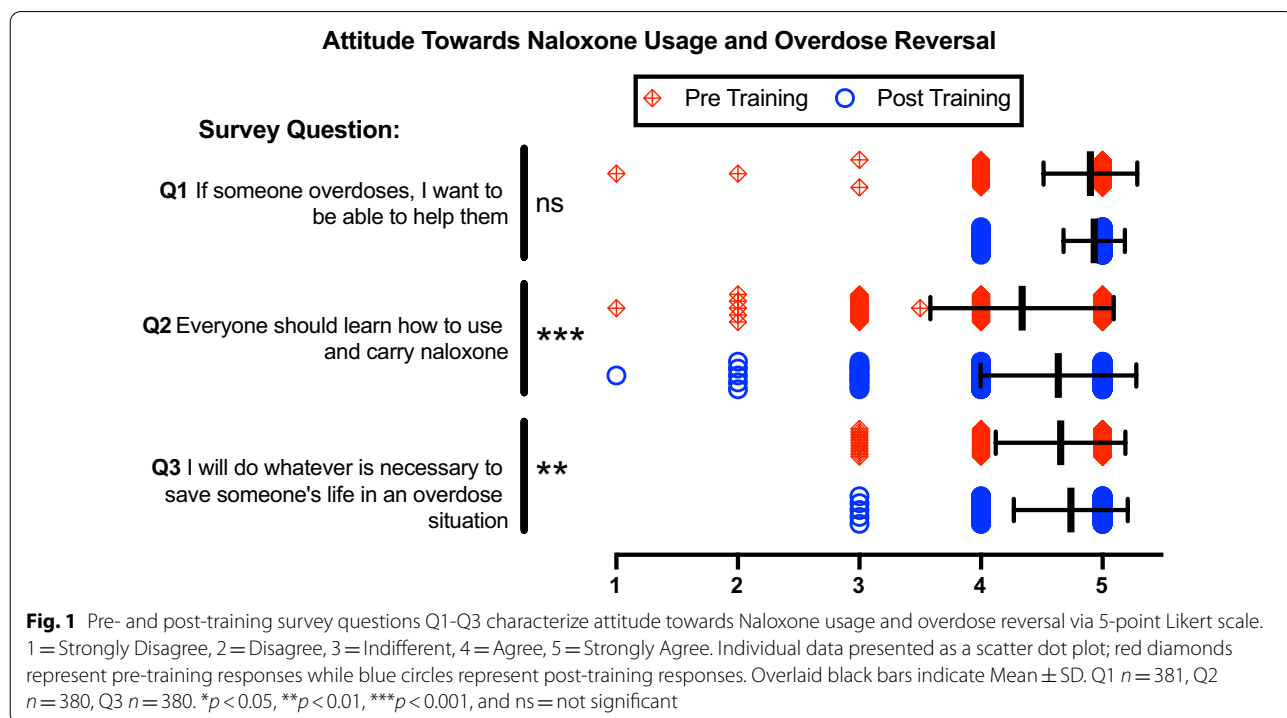 Attitude Towards Naloxone Usage and Overdose Reversal
Pre Training Post Training
Survey Question:
Q1 If someone overdoses, I want to
be able to help them
ns
Q2 Everyone should learn how to use
and carry naloxone
***
Q3 I will do whatever is necessary to
save someone's life in an overdose
situation
**
1 2 3 4 5
Fig. 1 Pre- and post-training survey questions Q1-Q3 characterize attitude towards Naloxone usage and overdose reversal via 5-point Likert scale.
1 = Strongly Disagree, 2 = Disagree, 3 = Indifferent, 4 = Agree, 5 = Strongly Agree. Individual data presented as a scatter dot plot; red diamonds
represent pre-training responses while blue circles represent post-training responses. Overlaid black bars indicate Mean ± SD. Q1 n = 381, Q2
n = 380, Q3 n = 380. *p < 0.05, **p < 0.01, ***p < 0.001, and ns = not significant